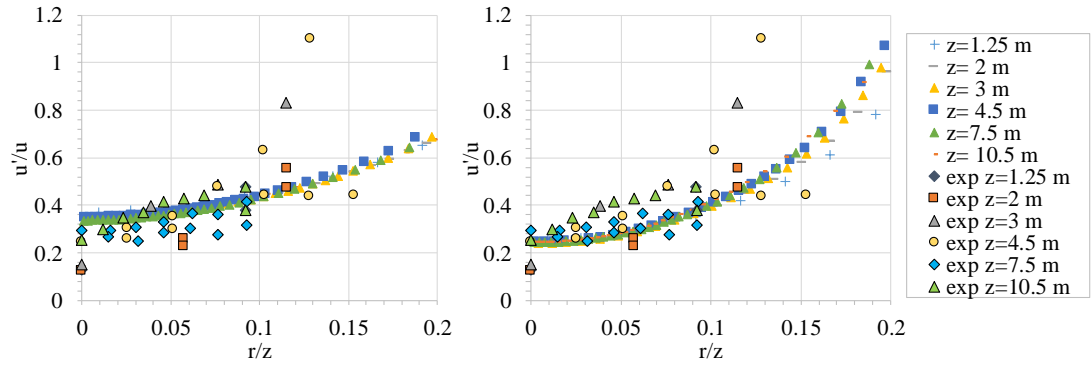 1.2
1
0.8
0.6
0.4
0.2
0
u'/u
0 0.05 0.1 0.15 0.2
r/z
1.2
1
0.8
0.6
0.4
0.2
0
u'/u
0 0.05 0.1 0.15 0.2
r/z
z=1.25 m
z= 2 m
z= 3 m
z= 4.5 m
z=7.5 m
z= 10.5 m
exp z=1.25 m
exp z=2 m
exp z=3 m
exp z=4.5 m
exp z=7.5 m
exp z=10.5 m